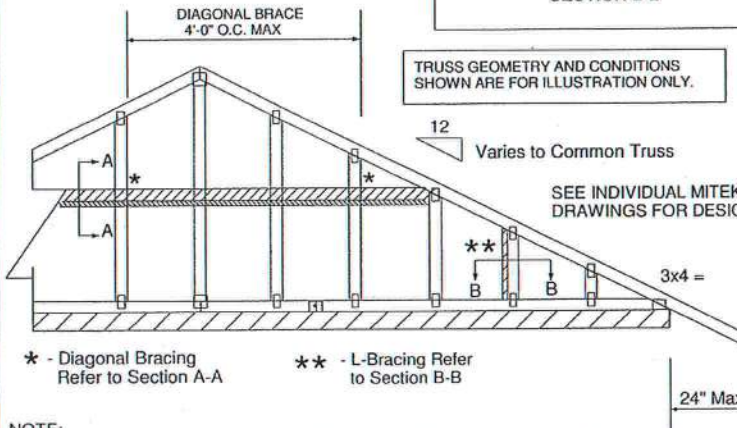 DIAGONAL BRACE
4'-0" O.C. MAX
TRUSS GEOMETRY AND CONDITIONS
SHOWN ARE FOR ILLUSTRATION ONLY.
12
Varies to Common Truss
SEE INDIVIDUAL MITEK
DRAWINGS FOR DESIG
A
*
*
A
**
B
B
3x4 =
* - Diagonal Bracing
Refer to Section A-A
** - L-Bracing Refer
to Section B-B
24" Max
NOTE: